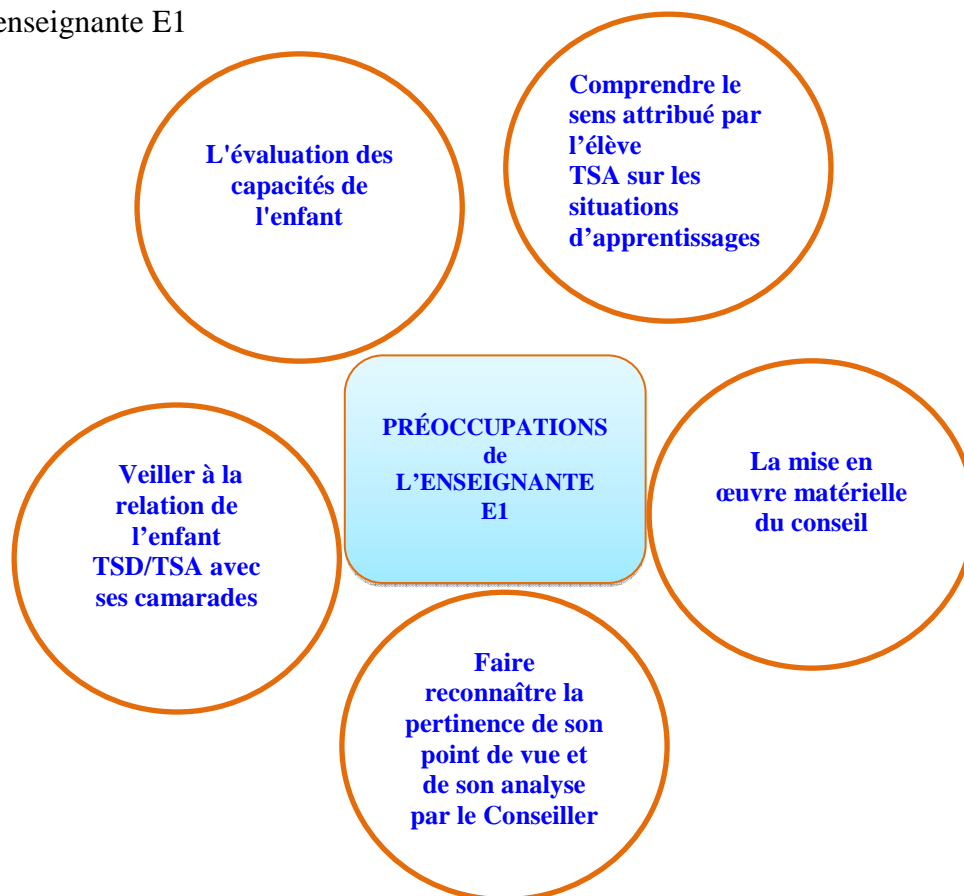 enseignante E1
L'évaluation des
capacités de
l'enfant
Comprendre le
sens attribué par
l’élève
TSA sur les
situations
d’apprentissages
PRÉOCCUPATIONS
de
L’ENSEIGNANTE
E1
Veiller à la
relation de
l’enfant
TSD/TSA avec
ses camarades
La mise en
œuvre matérielle
du conseil
Faire
reconnaître la
pertinence de son
point de vue et
de son analyse
par le Conseiller